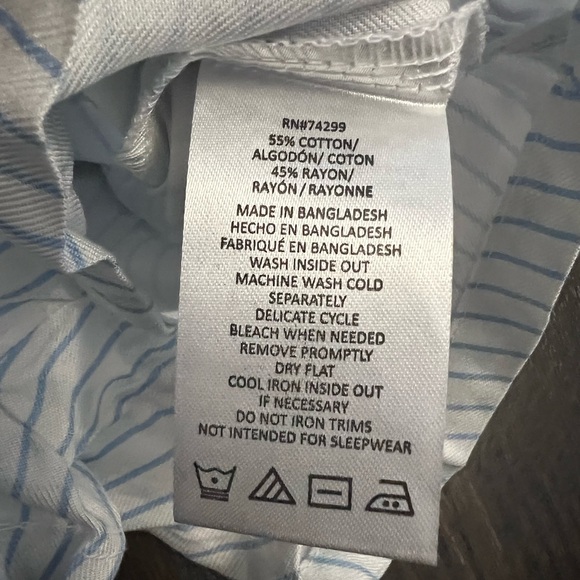 RN#74299
55% COTTON/
ALGODÓN/ COTON
45% RAYON/
RAYÓN / RAYONNE
MADE IN BANGLADESH
HECHO EN BANGLADESH
FABRIQUÉ EN BANGLADESH
WASH INSIDE OUT
MACHINE WASH COLD
SEPARATELY
DELICATE CYCLE
BLEACH WHEN NEEDED
REMOVE PROMPTLY
DRY FLAT
COOL IRON INSIDE OUT
IF NECESSARY
DO NOT IRON TRIMS
NOT INTENDED FOR SLEEPWEAR